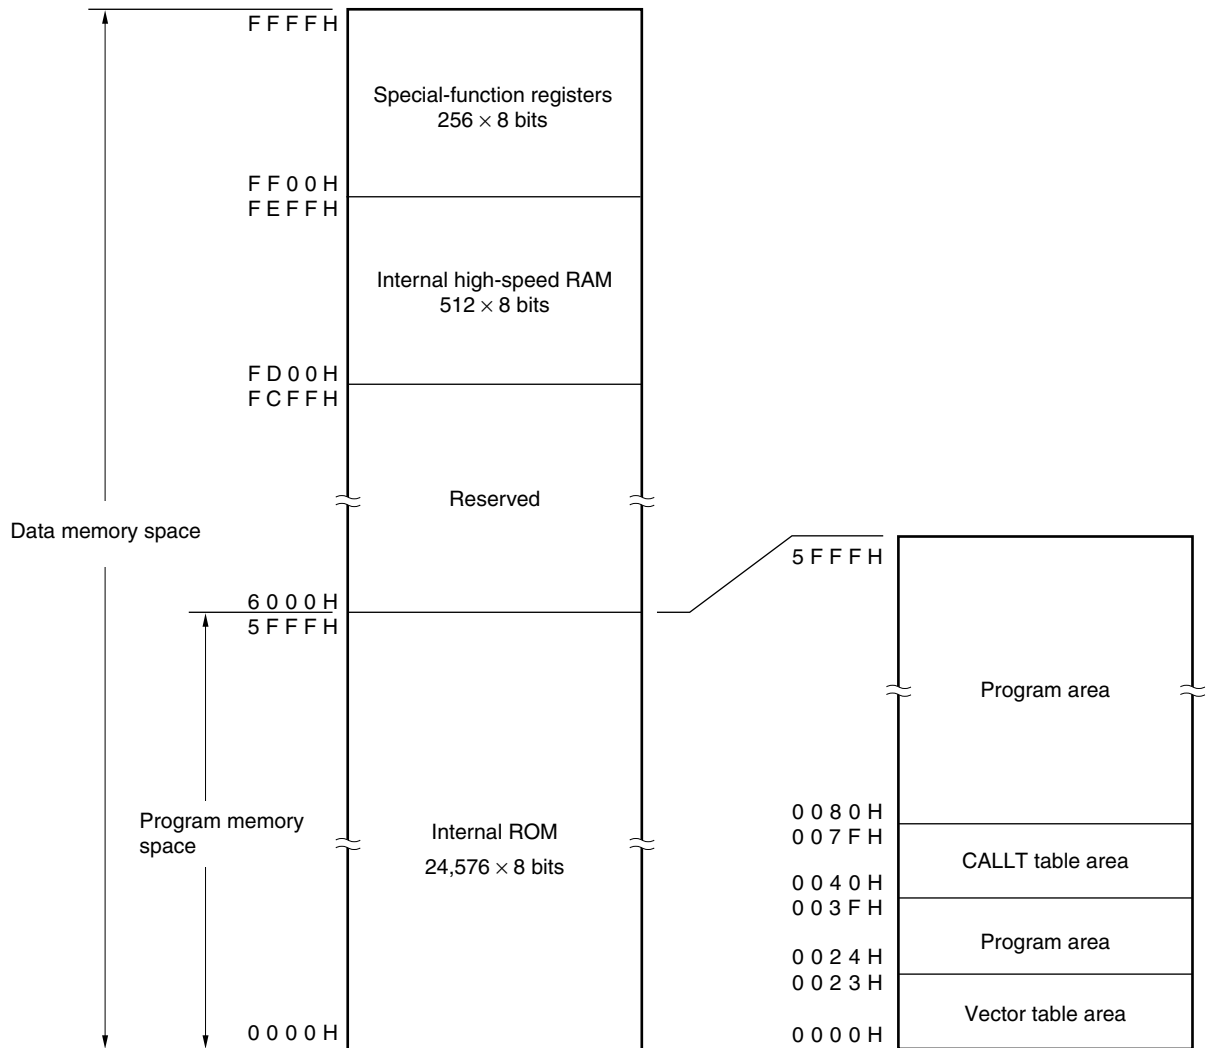 FFFFH
Special-function registers
256 × 8 bits
FF00H
FEFFH
Internal high-speed RAM
512 × 8 bits
FD00H
FCFFH
Reserved
Data memory space
6000H
5FFFH
Program memory
space
Internal ROM
24,576 × 8 bits
0000H
5FFFH
Program area
0080H
007FH
CALLT table area
0040H
003FH
Program area
0024H
0023H
Vector table area
0000H